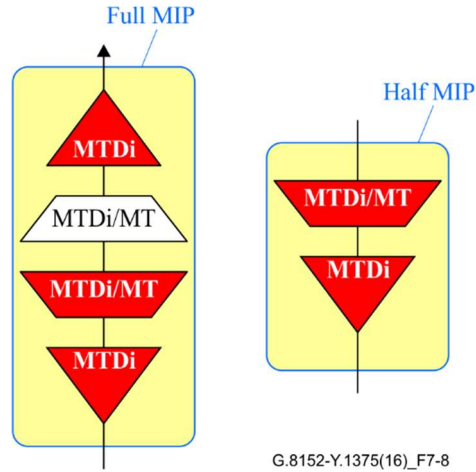 Full MIP
MTDi
MTDi/MT
MTDi/MT
MTDi
Half MIP
MTDi/MT
MTDi
G.8152-Y.1375(16)_F7-8